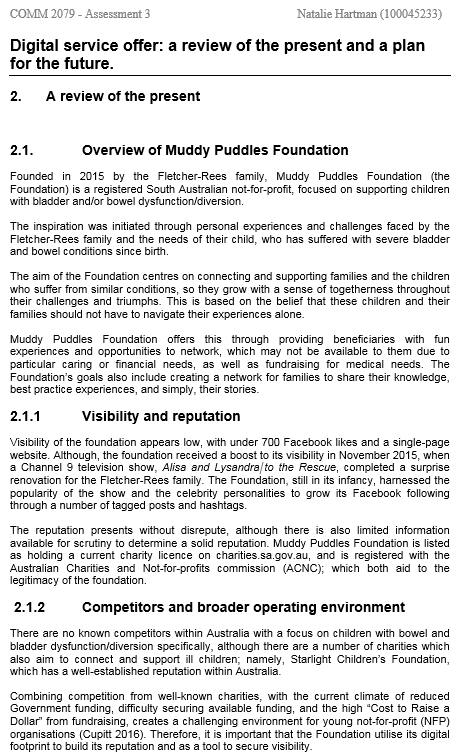 COMM 2079 - Assessment 3 Natalie Hartman (100045233)
Digital service offer: a review of the present and a plan
for the future.
2. A review of the present
2.1. Overview of Muddy Puddles Foundation
Founded in 2015 by the Fletcher-Rees family, Muddy Puddles Foundation (the
Foundation) is a registered South Australian not-for-profit, focused on supporting children
with bladder and/or bowel dysfunction/diversion.
The inspiration was initiated through personal experiences and challenges faced by the
Fletcher-Rees family and the needs of their child, who has suffered with severe bladder
and bowel conditions since birth.
The aim of the Foundation centres on connecting and supporting families and the children
who suffer from similar conditions, so they grow with a sense of togetherness throughout
their challenges and triumphs. This is based on the belief that these children and their
families should not have to navigate their experiences alone.
Muddy Puddles Foundation offers this through providing beneficiaries with fun
experiences and opportunities to network, which may not be available to them due to
particular caring or financial needs, as well as fundraising for medical needs. The
Foundation's goals also include creating a network for families to share their knowledge,
best practice experiences, and simply, their stories.
2.1.1 Visibility and reputation
Visibility of the foundation appears low, with under 700 Facebook likes and a single-page
website. Although, the foundation received a boost to its visibility in November 2015, when
a Channel 9 television show, Alisa and Lysandra to the Rescue, completed a surprise
renovation for the Fletcher-Rees family. The Foundation, still in its infancy, harnessed the
popularity of the show and the celebrity personalities to grow its Facebook following
through a number of tagged posts and hashtags.
The reputation presents without disrepute, although there is also limited information
available for scrutiny to determine a solid reputation. Muddy Puddles Foundation is listed
as holding a current charity licence on charities.sa.gov.au, and is registered with the
Australian Charities and Not-for-profits commission (ACNC); which both aid to the
legitimacy of the foundation.
2.1.2 Competitors and broader operating environment
There are no known competitors within Australia with a focus on children with bowel and
bladder dysfunction/diversion specifically, although there are a number of charities which
also aim to connect and support ill children; namely, Starlight Children's Foundation,
which has a well-established reputation within Australia.
Combining competition from well-known charities, with the current climate of reduced
Government funding, difficulty securing available funding, and the high "Cost to Raise a
Dollar" from fundraising, creates a challenging environment for young not-for-profit (NFP)
organisations (Cupitt 2016). Therefore, it is important that the Foundation utilise its digital
footprint to build its reputation and as a tool to secure visibility.